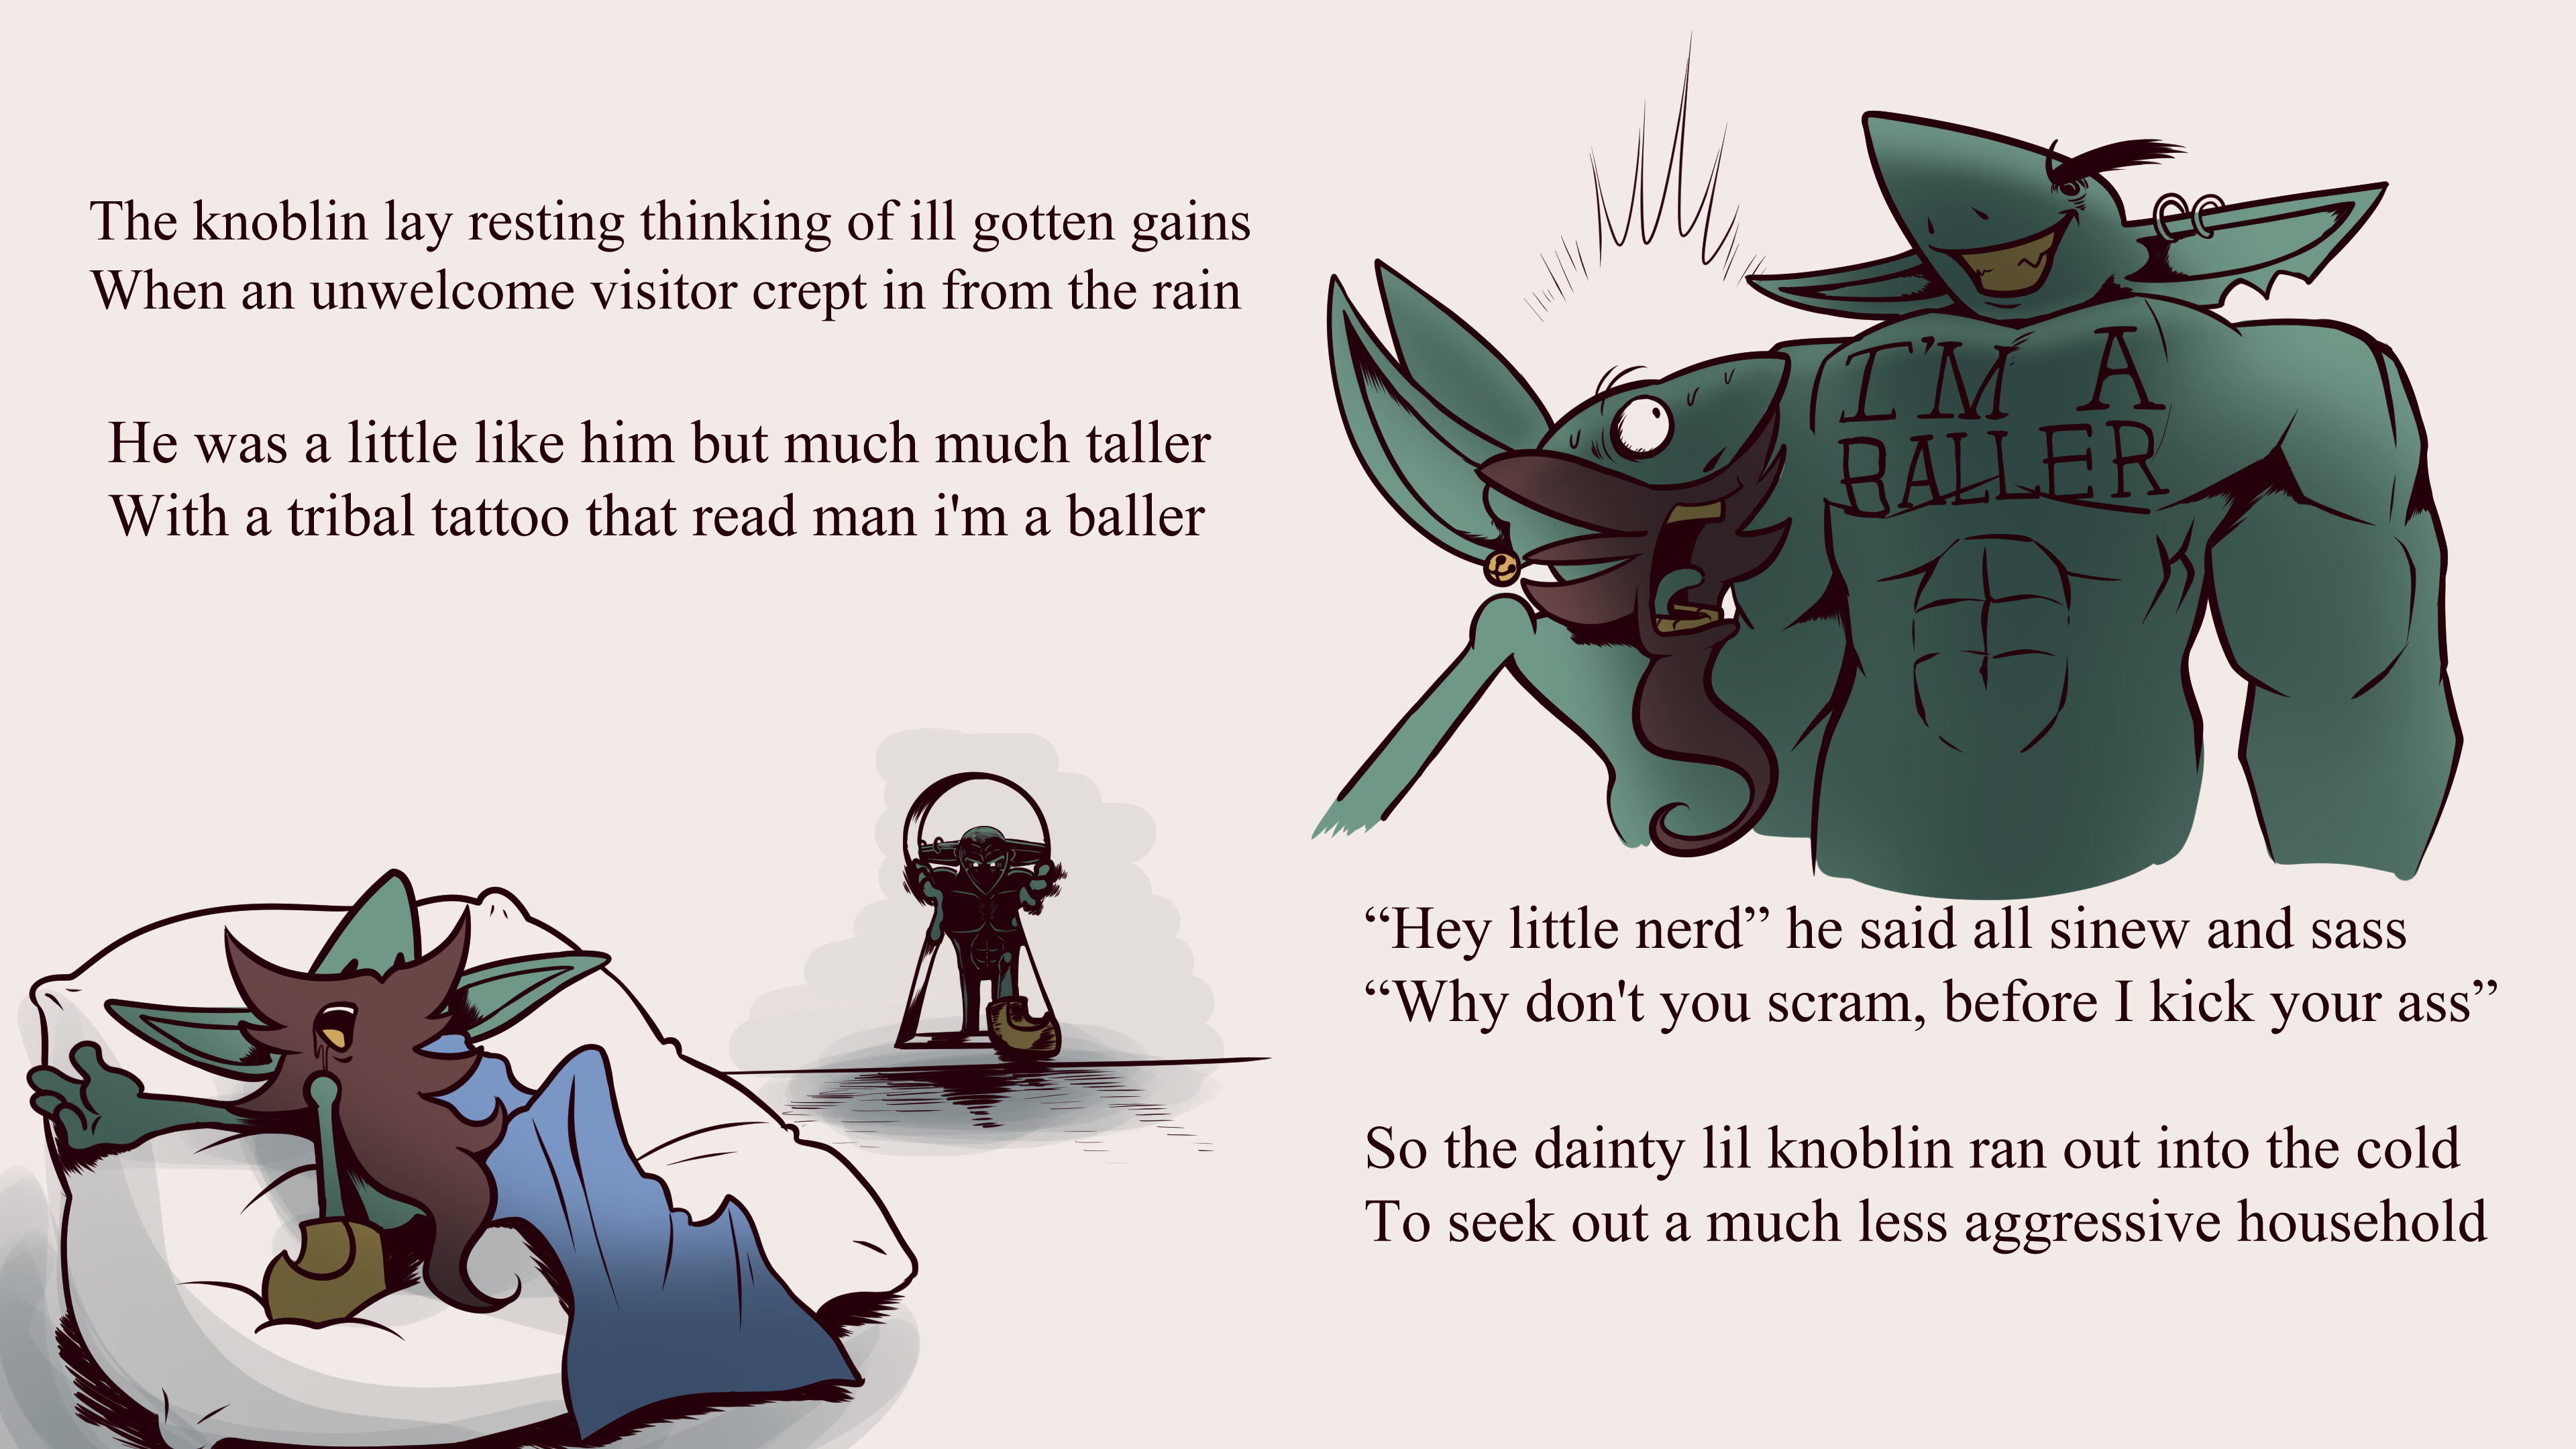 The knoblin lay resting thinking of ill gotten gains
When an unwelcome visitor crept in from the rain
He was a little like him but much much taller
With a tribal tattoo that read man i'm a baller
I'M A
BALLER
“Hey little nerd” he said all sinew and sass
“Why don't you scram, before I kick your ass”
So the dainty lil knoblin ran out into the cold
To seek out a much less aggressive household